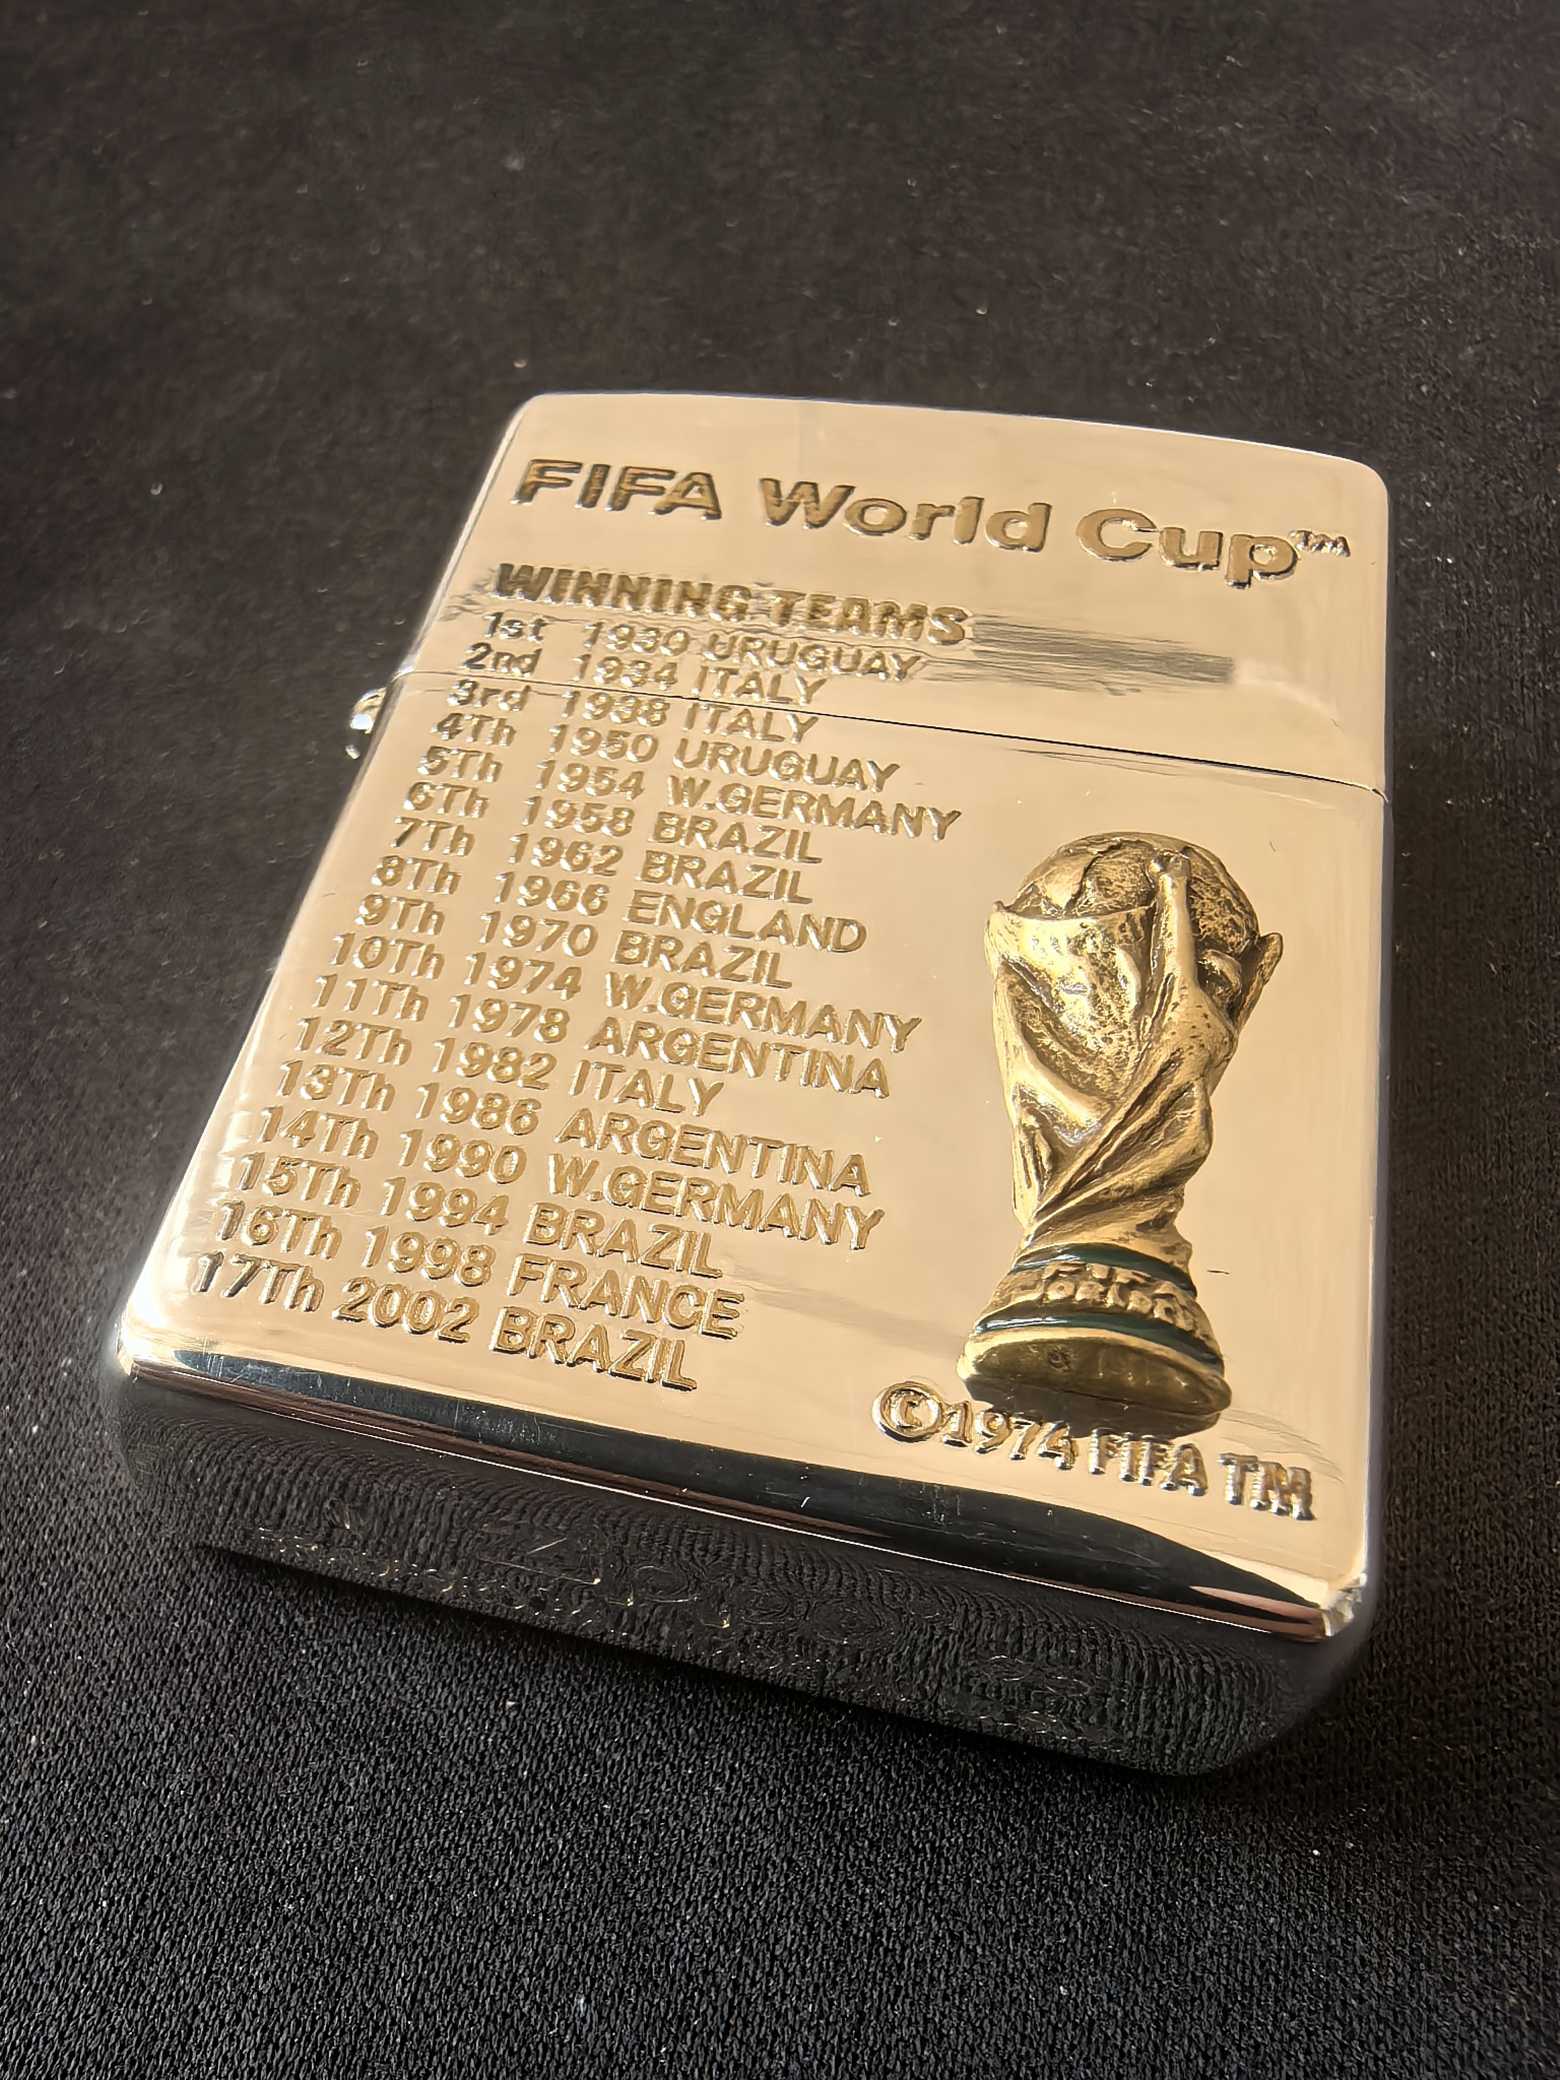 FIFA World Cup™
WINNING TEAMS
1st 1930 URUGUAY
2nd 1934 ITALY
3rd 1938 ITALY
4Th 1950 URUGUAY
5Th 1954 W.GERMANY
6Th 1958 BRAZIL
7Th 1962 BRAZIL
8Th 1966 ENGLAND
9Th 1970 BRAZIL
10Th 1974 W.GERMANY
11Th 1978 ARGENTINA
12Th 1982 ITALY
13Th 1986 ARGENTINA
14Th 1990 W.GERMANY
15Th 1994 BRAZIL
16Th 1998 FRANCE
17Th 2002 BRAZIL
©1974 FIFA TM